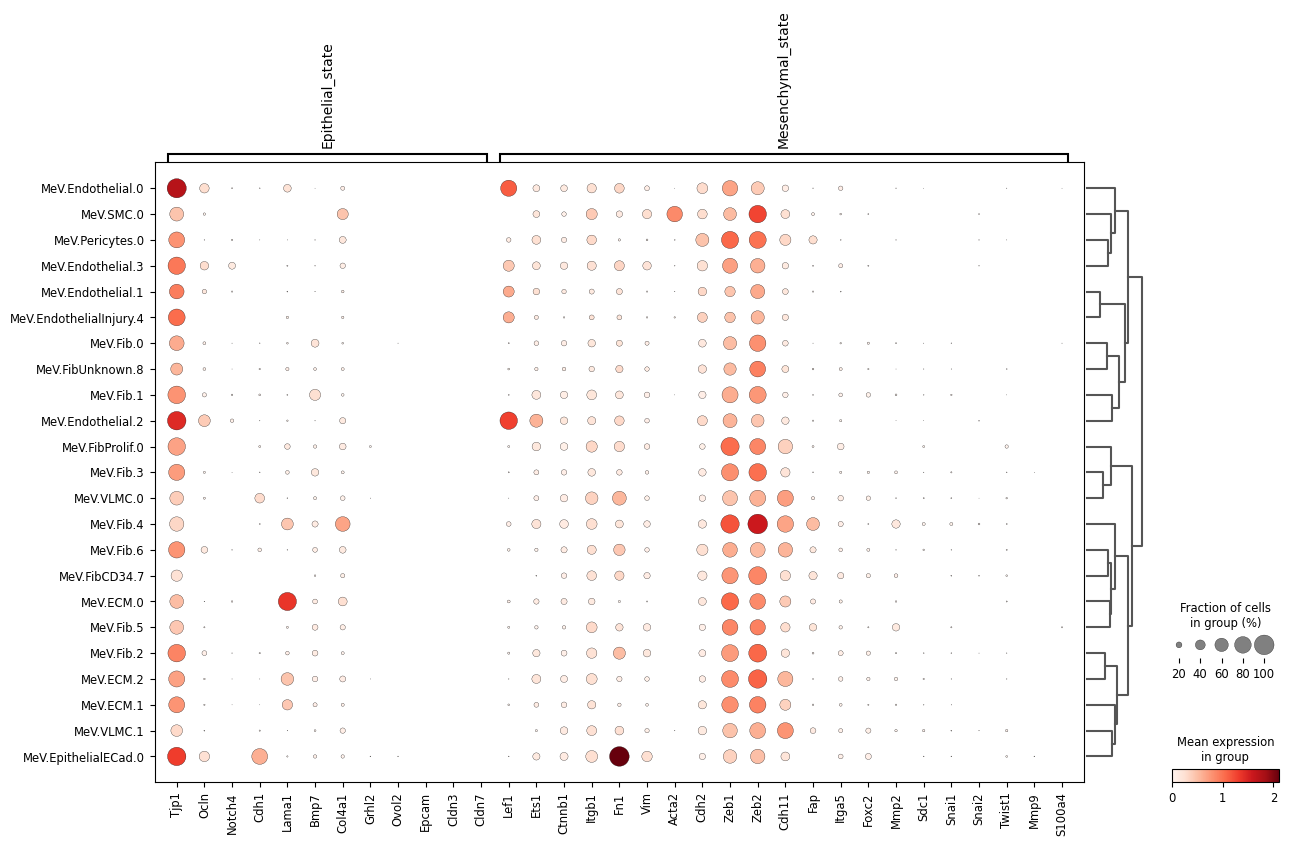 Epithelial_state
Mesenchymal_state
MeV.Endothelial.0
MeV.SMC.0
MeV.Pericytes.0
MeV.Endothelial.3
MeV.Endothelial.1
MeV.EndothelialInjury.4
MeV.Fib.0
MeV.FibUnknown.8
MeV.Fib.1
MeV.Endothelial.2
MeV.FibProlif.0
MeV.Fib.3
MeV.VLMC.0
MeV.Fib.4
MeV.Fib.6
MeV.FibCD34.7
MeV.ECM.0
MeV.Fib.5
MeV.Fib.2
MeV.ECM.2
MeV.ECM.1
MeV.VLMC.1
MeV.EpithelialECad.0
Tjp1
Ocln
Notch4
Cdh1
Lama1
Bmp7
Col4a1
Grhl2
Ovol2
Epcam
Cldn3
Cldn7
Lef1
Ets1
Ctnnb1
Itgb1
Fn1
Vim
Acta2
Cdh2
Zeb1
Zeb2
Cdh11
Fap
Itga5
Foxc2
Mmp2
Sdc1
Snai1
Snai2
Twist1
Mmp9
S100a4
Fraction of cells
in group (%)
20 40 60 80 100
Mean expression
in group
0 1 2